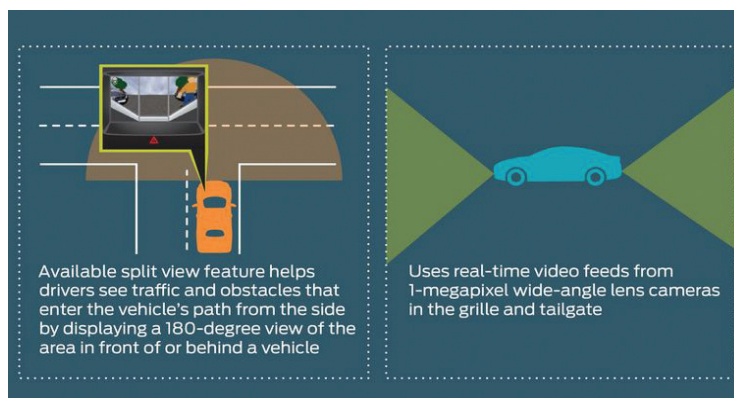 Available split view feature helps
drivers see traffic and obstacles that
enter the vehicle's path from the side
by displaying a 180-degree view of the
area in front of or behind a vehicle
Uses real-time video feeds from
1-megapixel wide-angle lens cameras
in the grille and tailgate